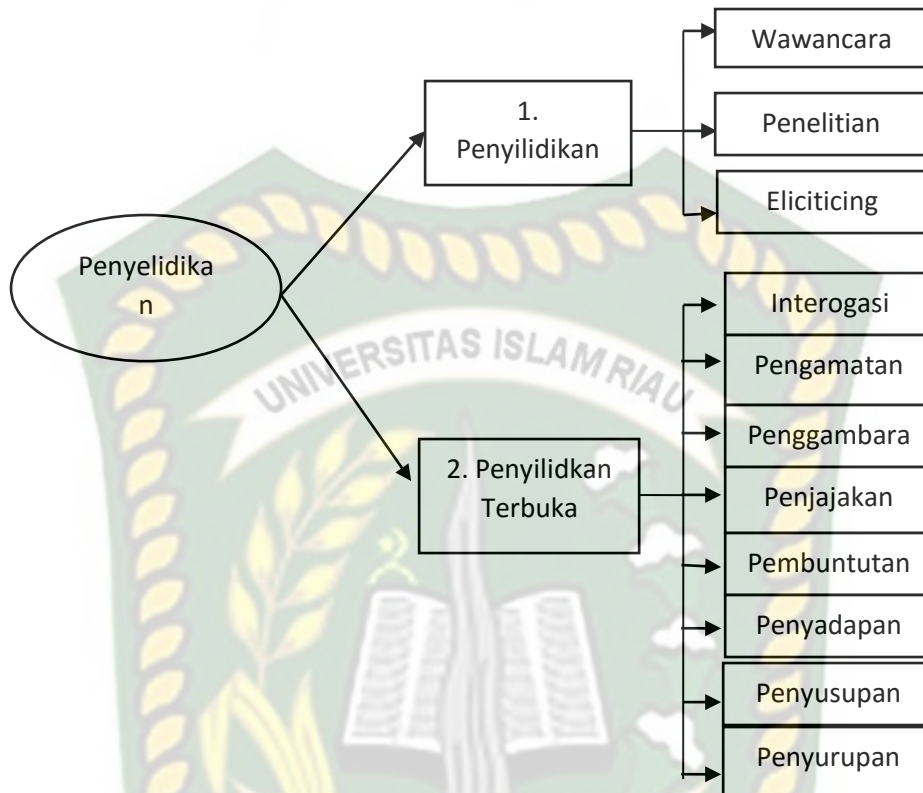 Penyelidika
n
1.
Penyilidikan
Wawancara
Penelitian
Eliciticing
2. Penyilidkan
Terbuka
Interogasi
Pengamatan
Penggambara
Penjajakan
Pembuntutan
Penyadapan
Penyusupan
Penyurupan
UNIVERSITAS ISLAM RIAU